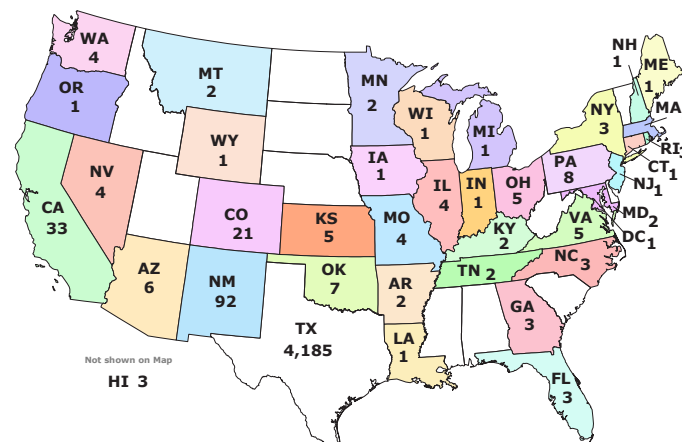 WA
4
OR
1
CA
33
NV
4
MT
2
WY
1
CO
21
AZ
6
NM
92
KS
5
OK
7
TX
4,185
MN
2
IA
1
MO
4
AR
2
LA
1
WI
1
IL
4
MI
1
IN
1
OH
5
KY
2
TN 2
GA
3
FL
3
NC 3
VA
5
PA
8
NY
3
NH
1
ME
1
MA
RI
CT 1
NJ 1
MD 2
DC 1
Not shown on Map
HI 3